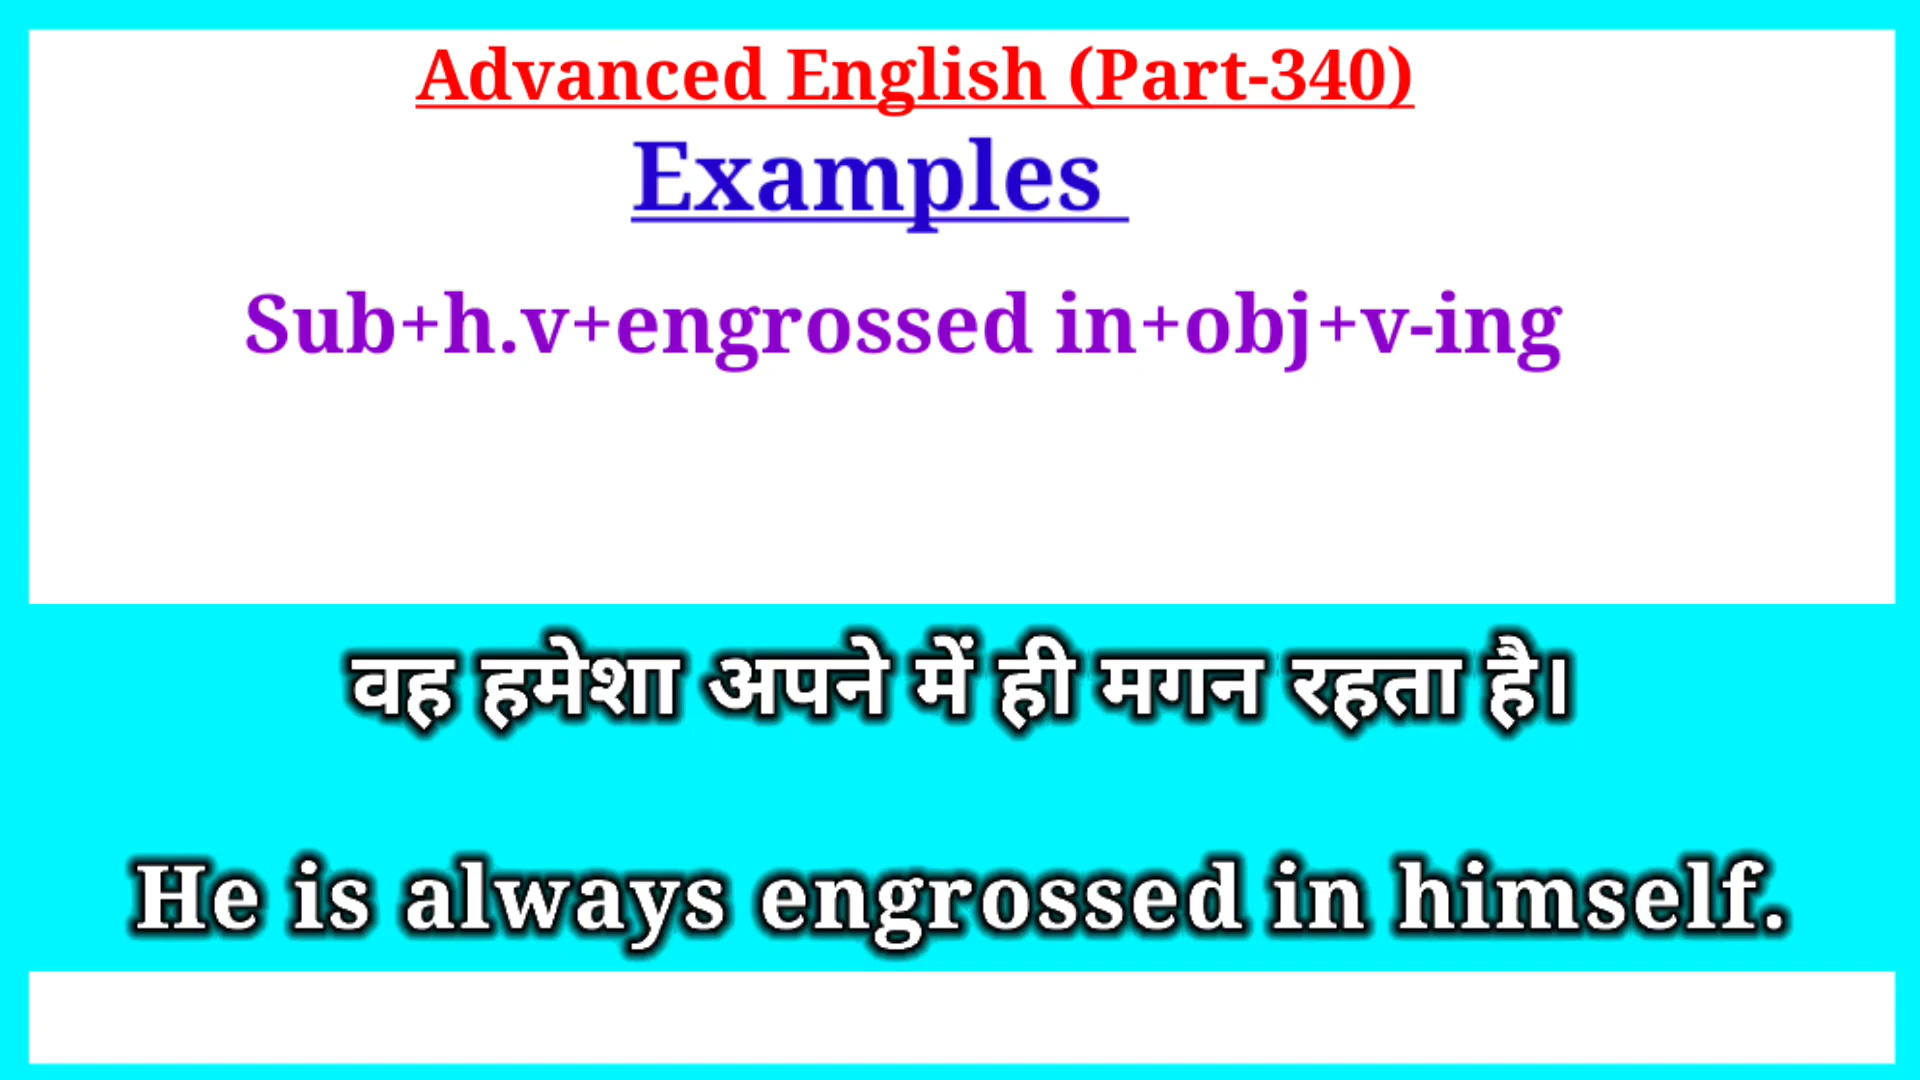 Advanced English (Part-340)
Examples
Sub+h.v+engrossed in+obj+v-ing
वह हमेशा अपने में ही मगन रहता है।
He is always engrossed in himself.